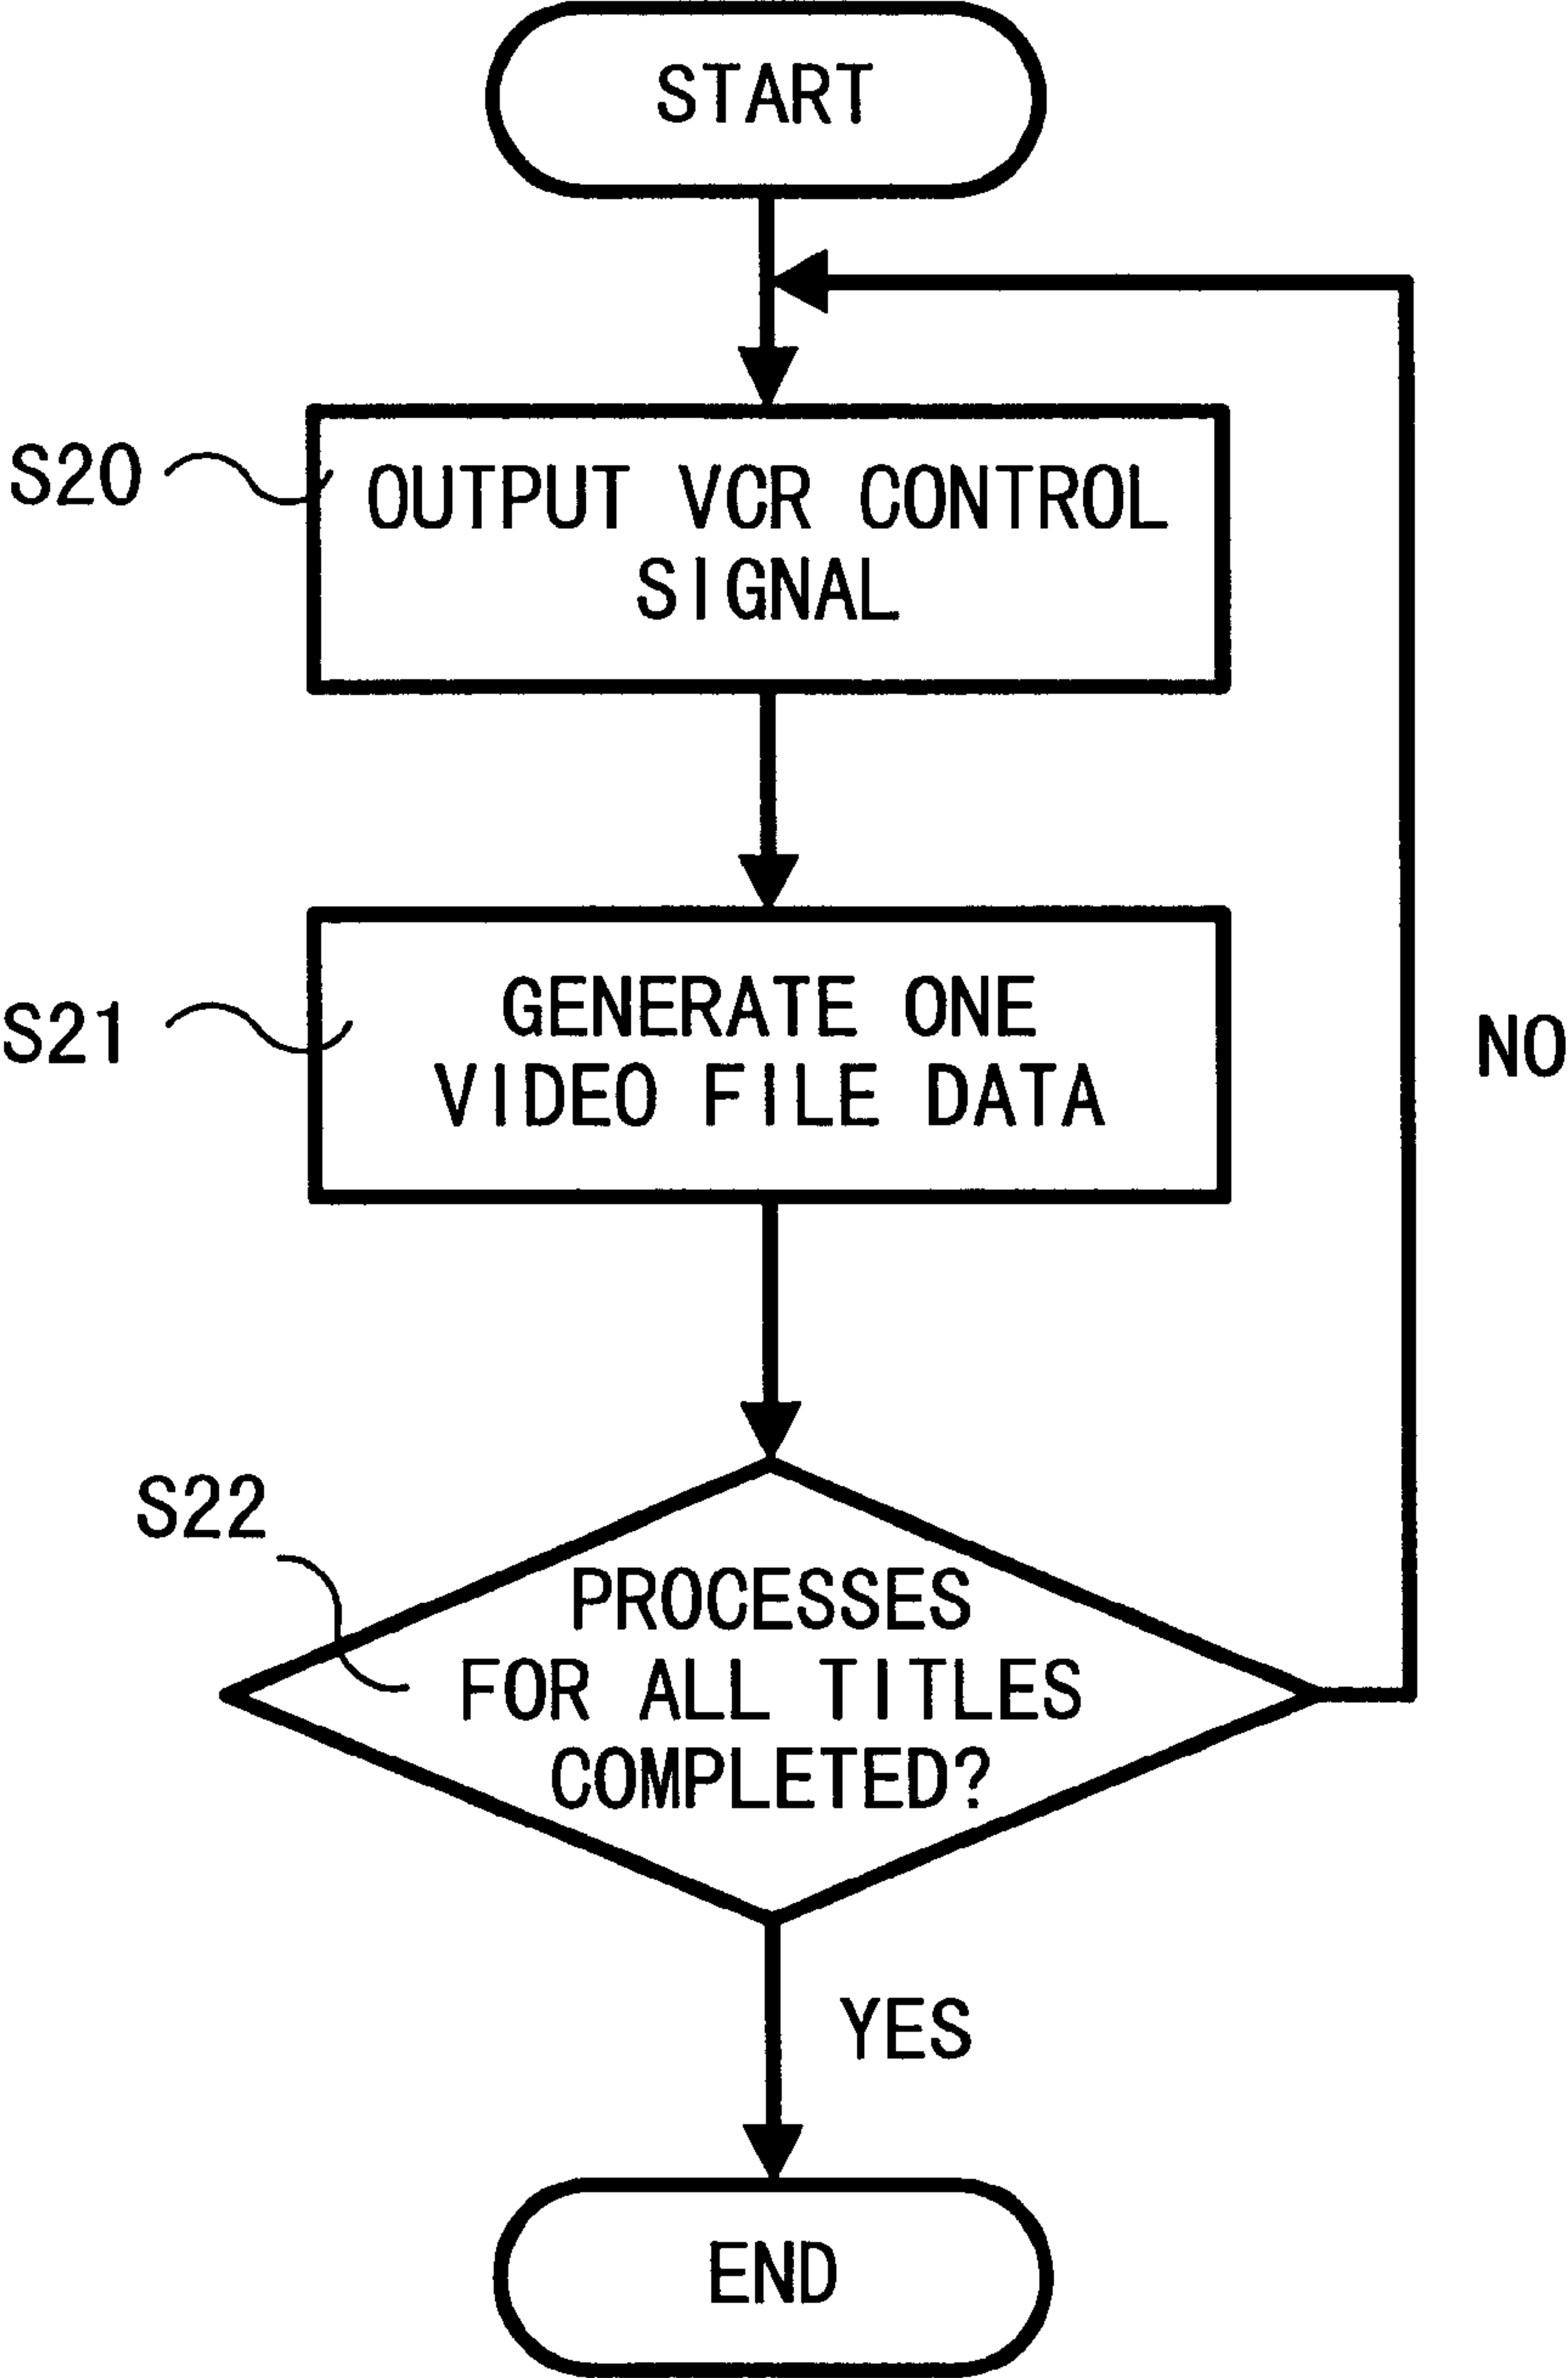 START
S20
OUTPUT VCR CONTROL
SIGNAL
S21
GENERATE ONE
VIDEO FILE DATA
NO
S22
PROCESSES
FOR ALL TITLES
COMPLETED?
YES
END